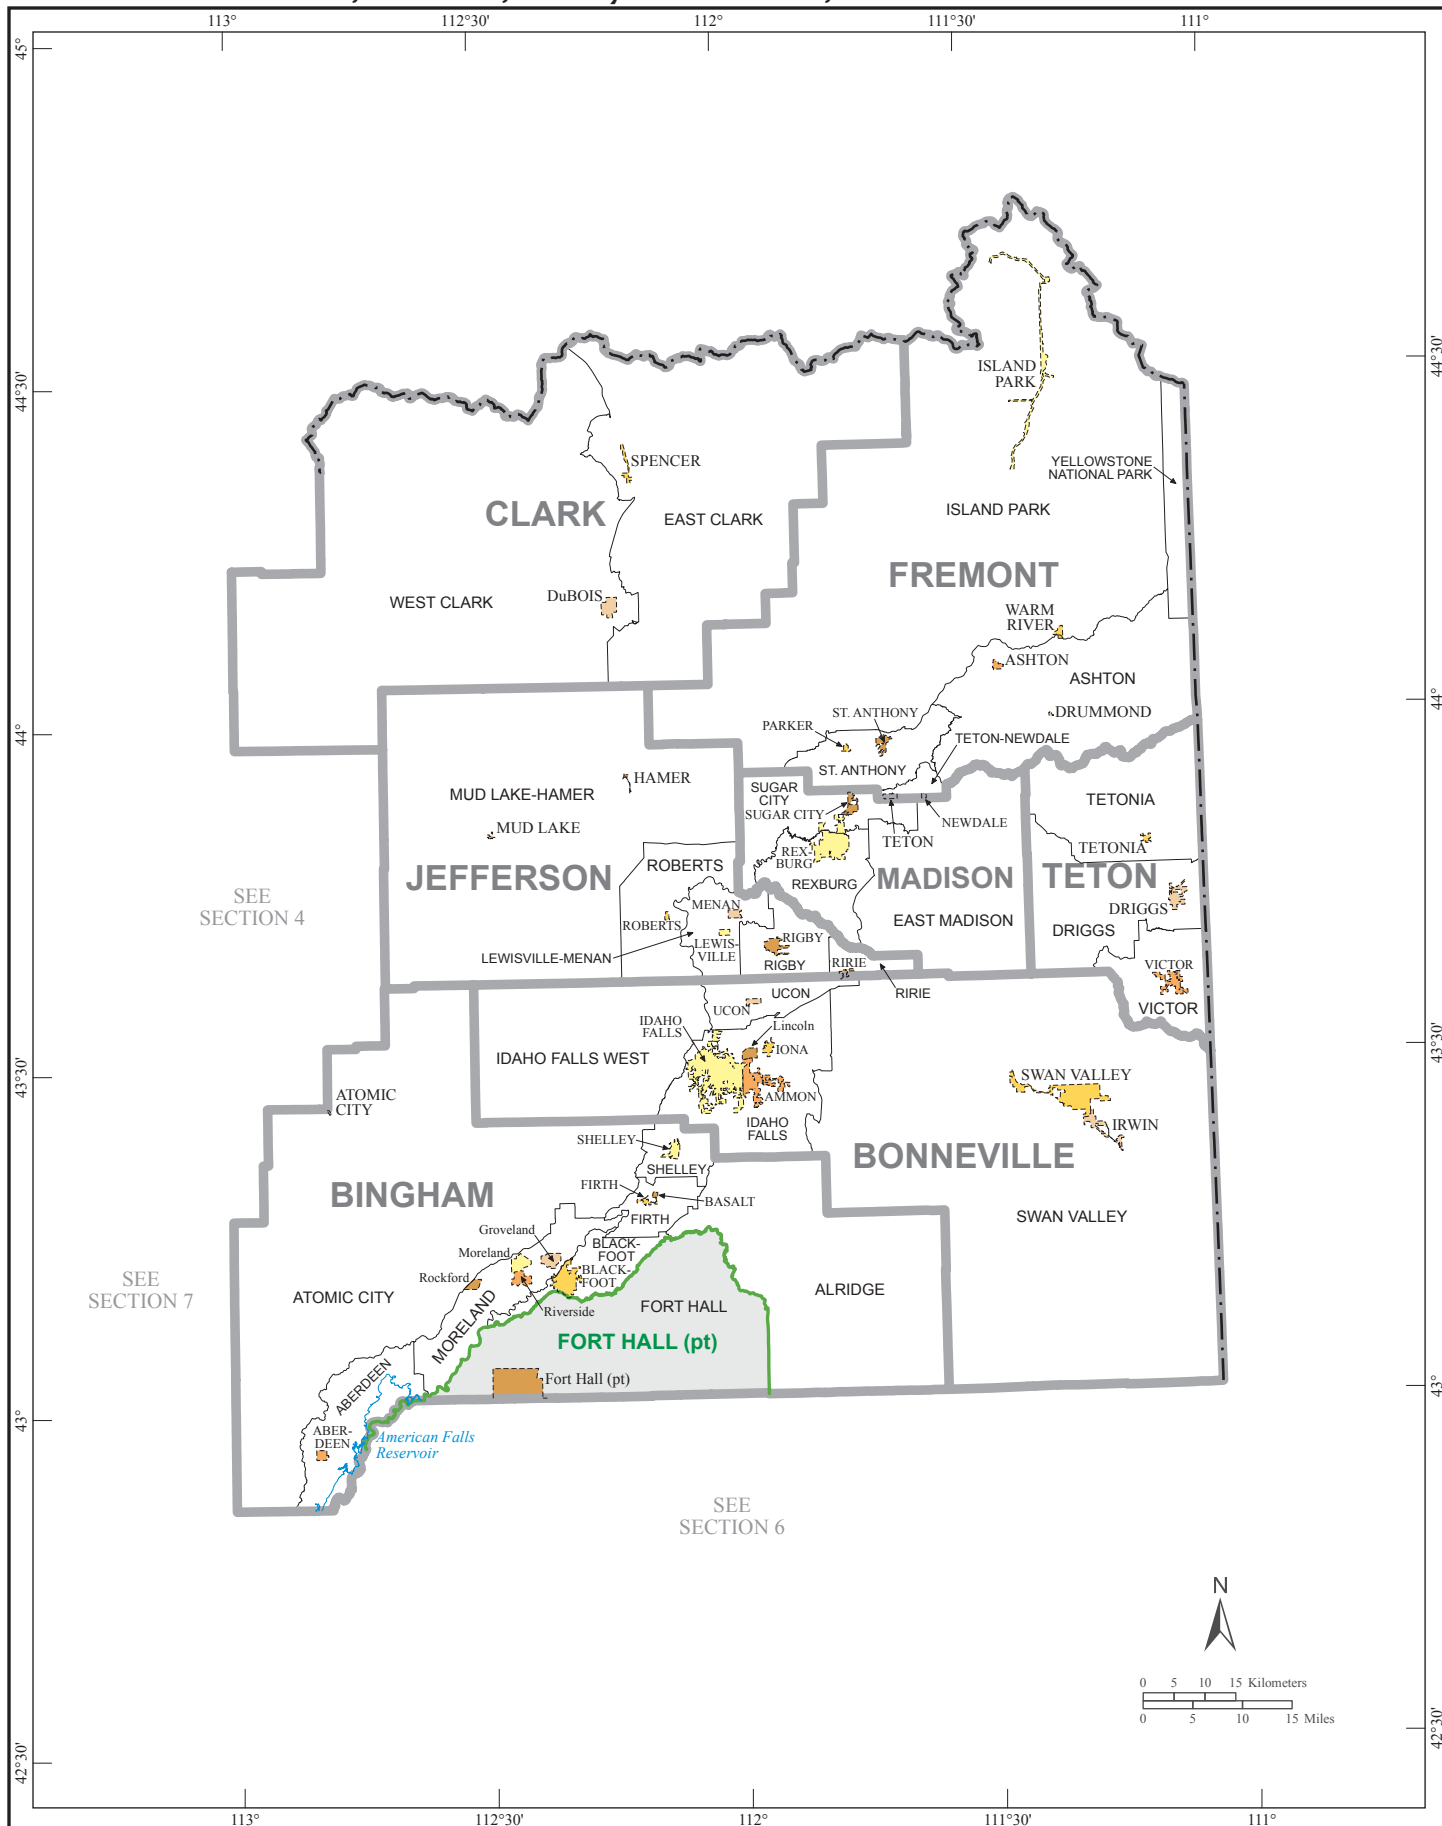 113°
112°30'
112°
111°30'
111°
45°
44°30'
44°
43°30'
43°
42°30'
44°30'
44°
43°30'
43°
42°30'
ISLAND
PARK
YELLOWSTONE
NATIONAL PARK
SPENCER
CLARK
EAST CLARK
ISLAND PARK
FREMONT
WEST CLARK
DuBOIS
WARM
RIVER
ASHTON
ASHTON
DRUMMOND
ST. ANTHONY
PARKER
TETON-NEWDALE
ST. ANTHONY
HAMER
MUD LAKE-HAMER
SUGAR
CITY
SUGAR CITY
TETONIA
MUD LAKE
NEWDALE
TETON
TETONIA
REX-
BURG
ROBERTS
JEFFERSON
REXBURG
MADISON
TETON
SEE
SECTION 4
MENAN
DRIGGS
ROBERTS
EAST MADISON
DRIGGS
LEWIS-
VILLE
RIGBY
LEWISVILLE-MENAN
RIGBY
RIRIE
VICTOR
RIRIE
UCON
UCON
VICTOR
IDAHO
FALLS
Lincoln
IONA
IDAHO FALLS WEST
SWAN VALLEY
ATOMIC
CITY
AMMON
IDAHO
FALLS
IRWIN
SHELLEY
SHELLEY
BONNEVILLE
FIRTH
BASALT
BINGHAM
FIRTH
SWAN VALLEY
Groveland
BLACK-
FOOT
Moreland
BLACK-
FOOT
Rockford
SEE
SECTION 7
ATOMIC CITY
Riverside
FORT HALL
ALRIDGE
MORELAND
FORT HALL (pt)
Fort Hall (pt)
ABERDEEN
ABER-
DEEN
American Falls
Reservoir
SEE
SECTION 6
N
0 5 10 15 Kilometers
0 5 10 15 Miles
113°
112°30'
112°
111°30'
111°